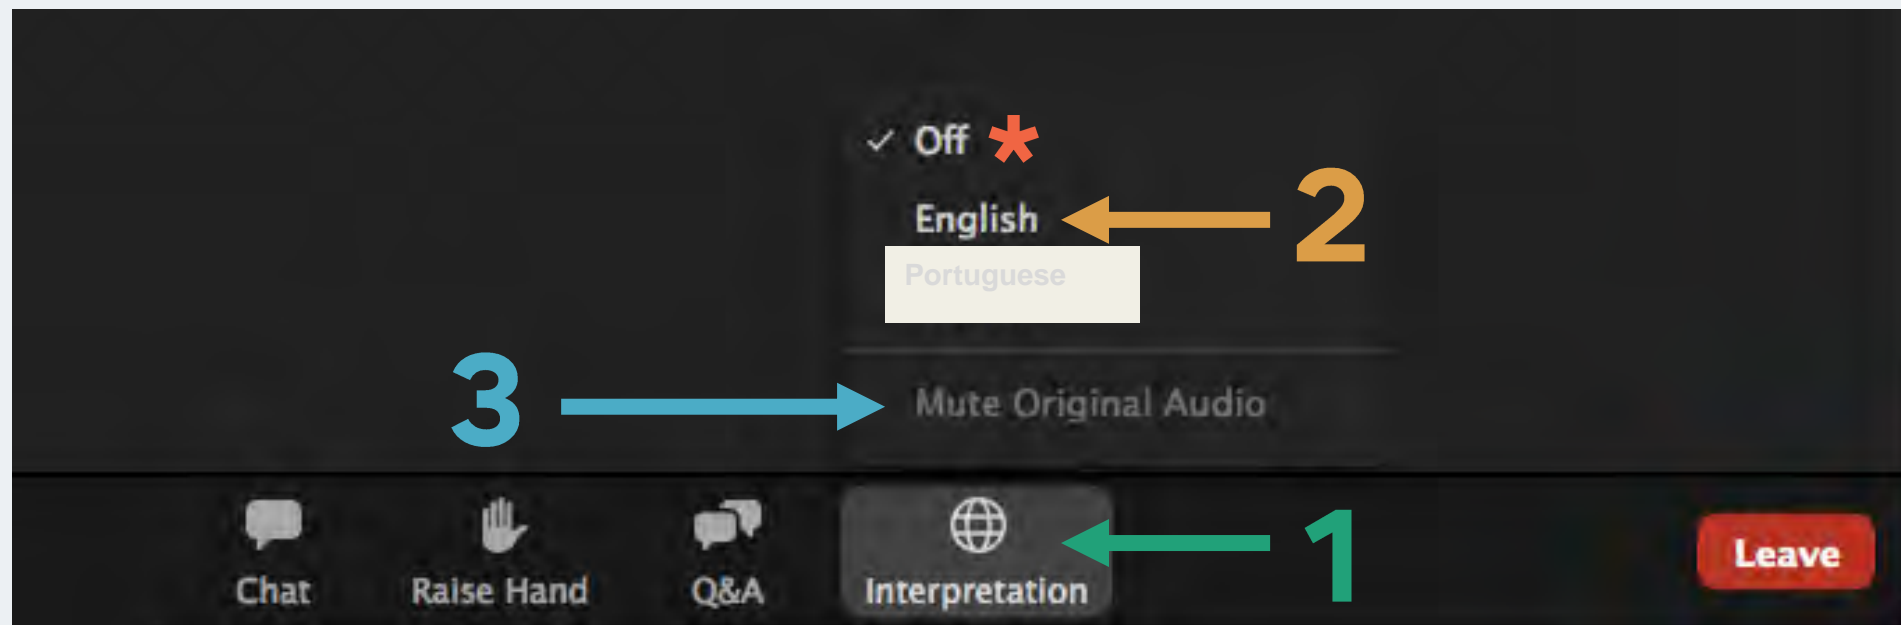 ✓ Off *
English
2
Portuguese
3
Mute Original Audio
Chat
Raise Hand
Q&A
Interpretation
1
Leave